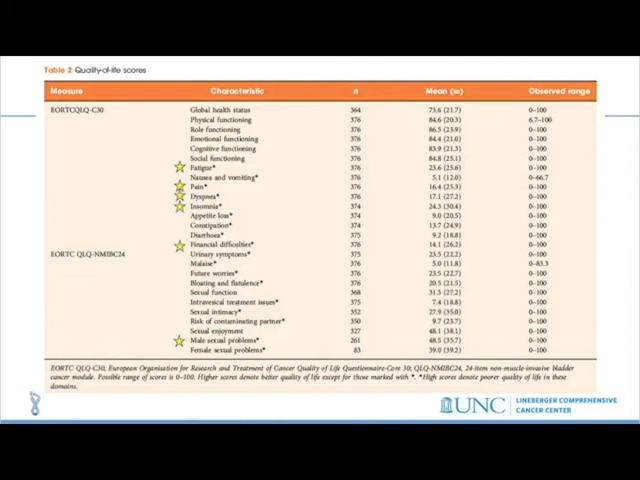 Table 2 Quality-of-life scores
Measure Characteristic n Mean (SD) Observed range
EORTCQLQ-C30 Global health status 364 73.6 (21.7) 0–100
Physical functioning 376 84.6 (20.3) 6.7–100
Role functioning 376 86.5 (23.9) 0–100
Emotional functioning 376 84.4 (21.0) 0–100
Cognitive functioning 376 83.9 (21.3) 0–100
Social functioning 376 84.8 (25.1) 0–100
Fatigue* 376 23.6 (25.6) 0–100
Nausea and vomiting* 376 5.1 (12.0) 0–66.7
Pain* 376 16.4 (25.3) 0–100
Dyspnea* 376 17.1 (27.2) 0–100
Insomnia* 374 24.3 (30.4) 0–100
Appetite loss* 374 9.0 (20.5) 0–100
Constipation* 374 13.7 (24.9) 0–100
Diarrhoea* 375 9.2 (18.8) 0–100
Financial difficulties* 376 14.1 (26.2) 0–100
EORTC QLQ-NMIBC24 Urinary symptoms* 375 23.5 (22.2) 0–100
Malaise* 376 5.0 (11.8) 0–83.3
Future worries* 376 23.5 (22.7) 0–100
Bloating and flatulence* 376 20.5 (21.5) 0–100
Sexual function 368 31.5 (27.2) 0–100
Intravesical treatment issues* 375 7.4 (18.8) 0–100
Sexual intimacy* 352 27.9 (35.0) 0–100
Risk of contaminating partner* 350 9.7 (23.7) 0–100
Sexual enjoyment 327 48.1 (38.1) 0–100
Male sexual problems* 261 48.5 (35.7) 0–100
Female sexual problems* 83 39.0 (39.2) 0–100
EORTC QLQ-C30, European Organisation for Research and Treatment of Cancer Quality of Life Questionnaire-Core 30; QLQ-NMIBC24, 24-item non-muscle-invasive bladder
cancer module. Possible range of scores is 0–100. Higher scores denote better quality of life except for those marked with *. *High scores denote poorer quality of life in these
domains.
UNC LINEBERGER COMPREHENSIVE
CANCER CENTER